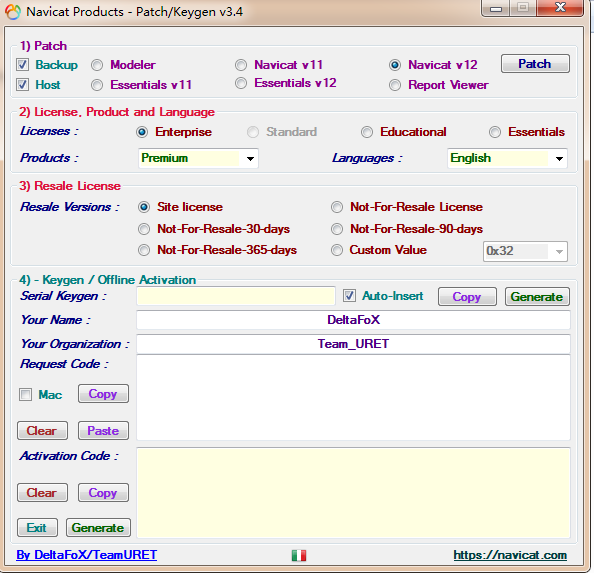 Navicat Products - Patch/Keygen v3.4
1) Patch
Backup Modeler Navicat v11 Navicat v12 Patch
Host Essentials v11 Essentials v12 Report Viewer
2) License, Product and Language
Licenses : Enterprise Standard Educational Essentials
Products : Premium Languages : English
3) Resale License
Resale Versions : Site license Not-For-Resale License
Not-For-Resale-30-days Not-For-Resale-90-days
Not-For-Resale-365-days Custom Value 0x32
4) - Keygen / Offline Activation
Serial Keygen : Auto-Insert Copy Generate
Your Name : DeltaFoX
Your Organization : Team_URET
Request Code :
Mac Copy
Clear Paste
Activation Code :
Clear Copy
Exit Generate
By DeltaFoX/TeamURET https://navicat.com